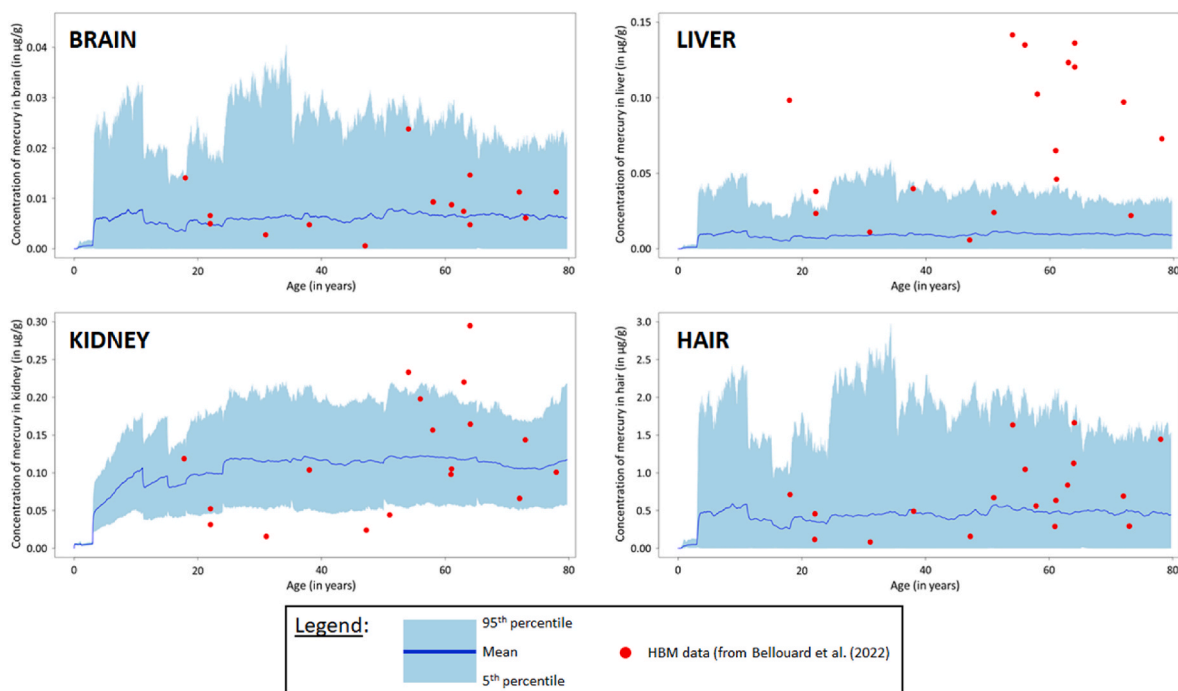 BRAIN
Concentration of mercury in brain (in µg/g)
0.04
0.03
0.02
0.01
0.00
0
20
40
60
80
Age (in years)
LIVER
Concentration of mercury in liver (in µg/g)
0.15
0.10
0.05
0.00
0
20
40
60
80
Age (in years)
KIDNEY
Concentration of mercury in kidney (in µg/g)
0.30
0.25
0.20
0.15
0.10
0.05
0.00
0
20
40
60
80
Age (in years)
HAIR
Concentration of mercury in hair (in µg/g)
3.0
2.5
2.0
1.5
1.0
0.5
0.0
0
20
40
60
80
Age (in years)
Legend:
95th percentile
Mean
5th percentile
HBM data (from Bellouard et al. (2022)